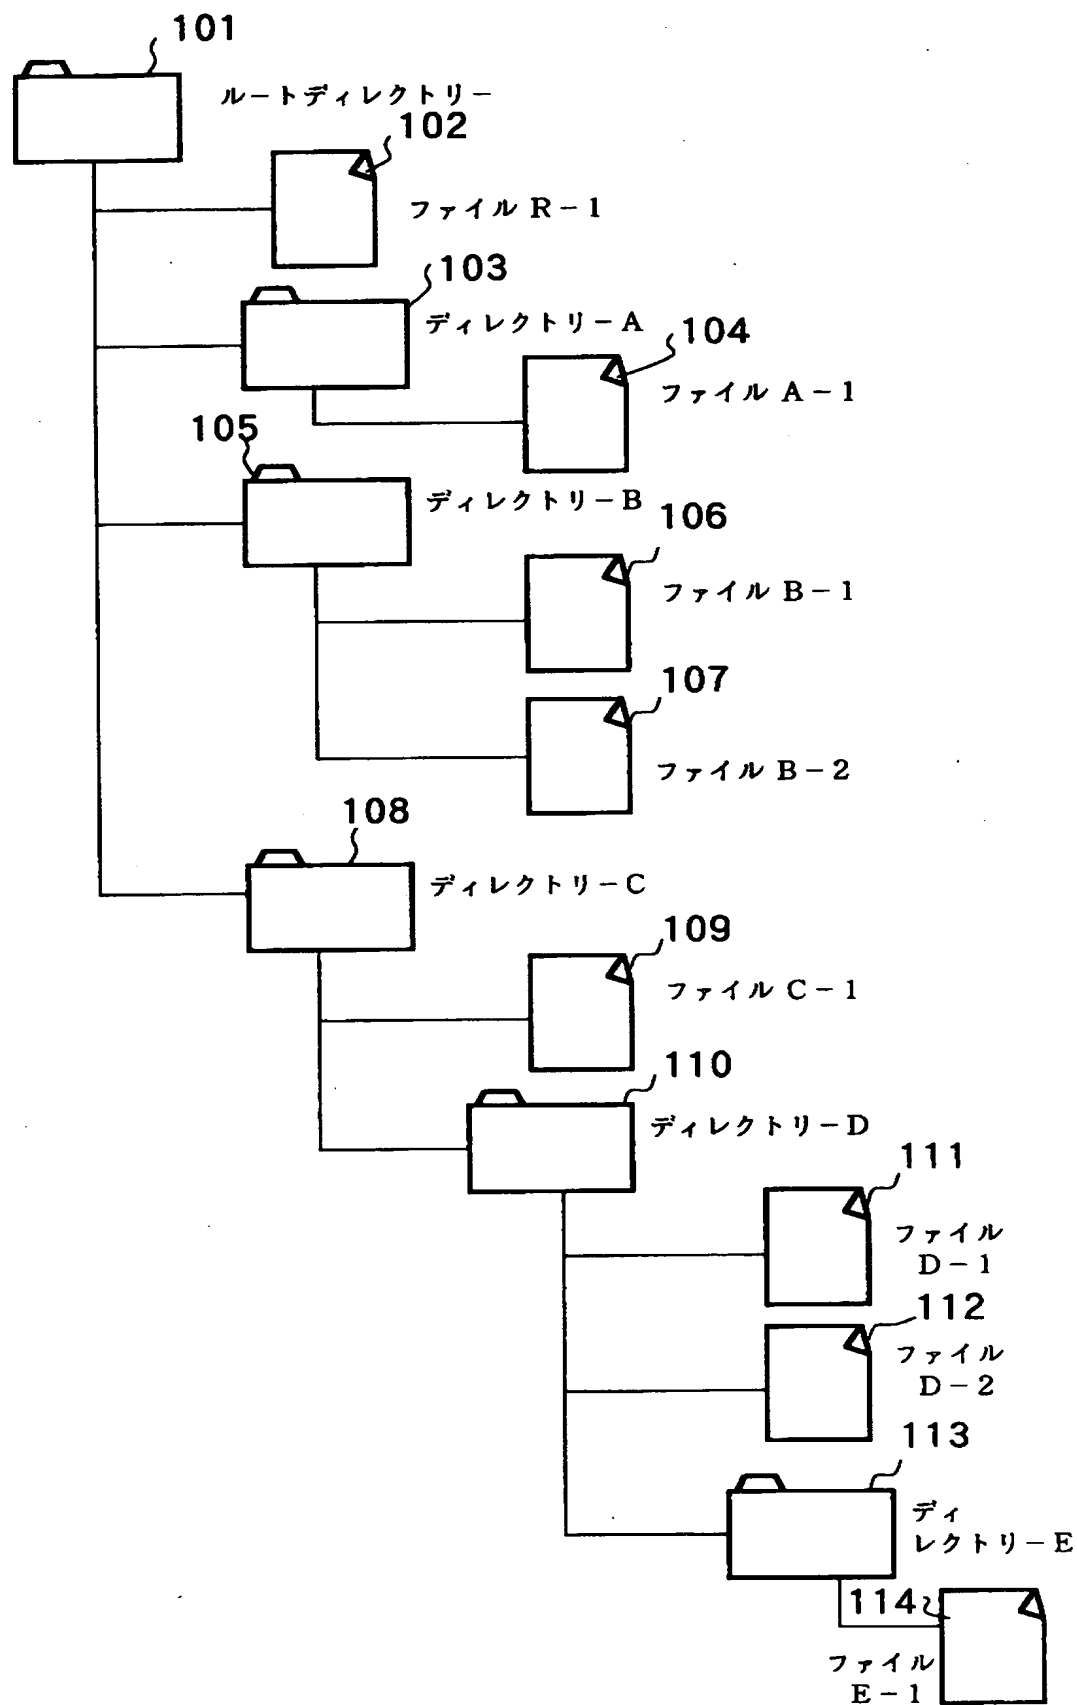 101
ルートディレクトリー
102
ファイル R－1
103
ディレクトリーA
104
ファイル A－1
105
ディレクトリーB
106
ファイル B－1
107
ファイル B－2
108
ディレクトリーC
109
ファイル C－1
110
ディレクトリーD
111
ファイル
D－1
112
ファイル
D－2
113
ディ
レクトリーE
114
ファイル
E－1